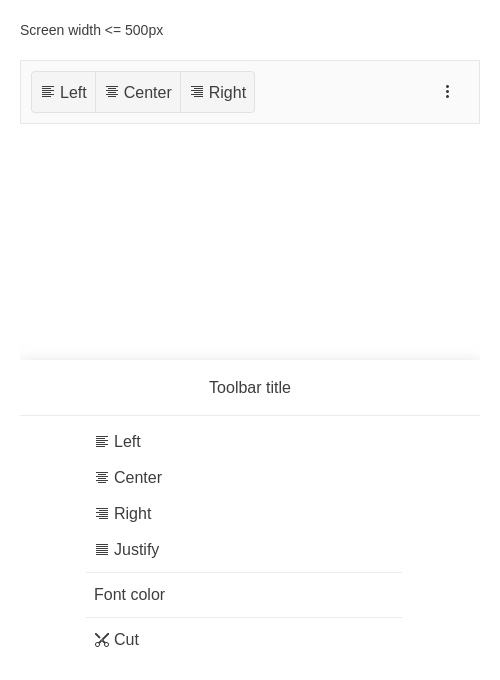 Screen width <= 500px
Left Center Right
Toolbar title
Left
Center
Right
Justify
Font color
Cut